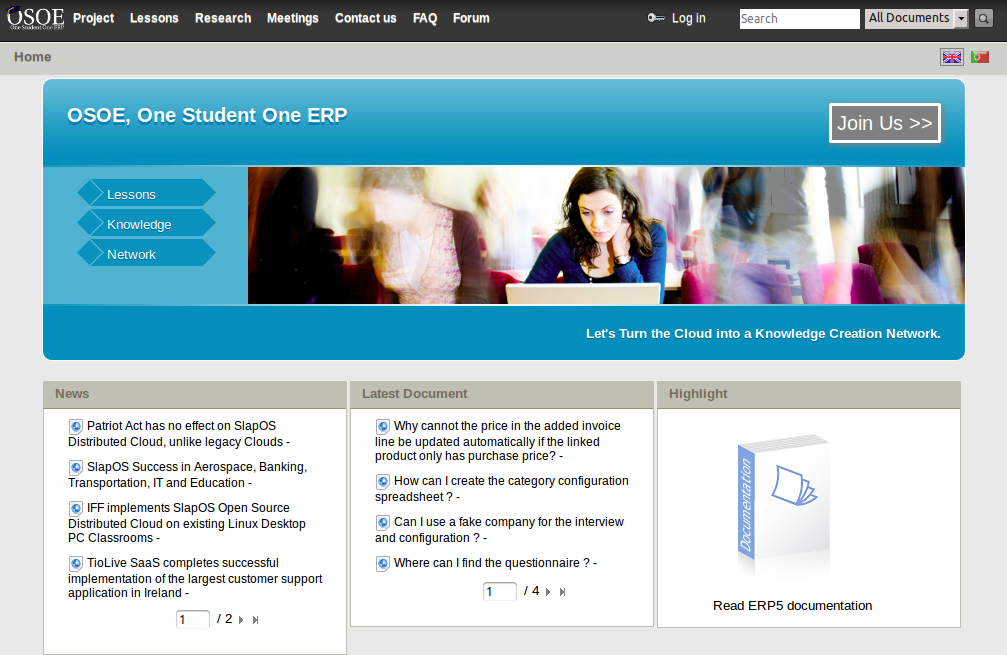 OSOE
One Student One ERP
Project Lessons Research Meetings Contact us FAQ Forum
Log in
Search
All Documents
Home
OSOE, One Student One ERP
Join Us >>
Lessons
Knowledge
Network
Let's Turn the Cloud into a Knowledge Creation Network.
News
Patriot Act has no effect on SlapOS
Distributed Cloud, unlike legacy Clouds -
SlapOS Success in Aerospace, Banking,
Transportation, IT and Education -
IFF implements SlapOS Open Source
Distributed Cloud on existing Linux Desktop
PC Classrooms -
TioLive SaaS completes successful
implementation of the largest customer support
application in Ireland -
1 / 2
Latest Document
Why cannot the price in the added invoice
line be updated automatically if the linked
product only has purchase price? -
How can I create the category configuration
spreadsheet ? -
Can I use a fake company for the interview
and configuration ? -
Where can I find the questionnaire ? -
1 / 4
Highlight
Documentation
Read ERP5 documentation